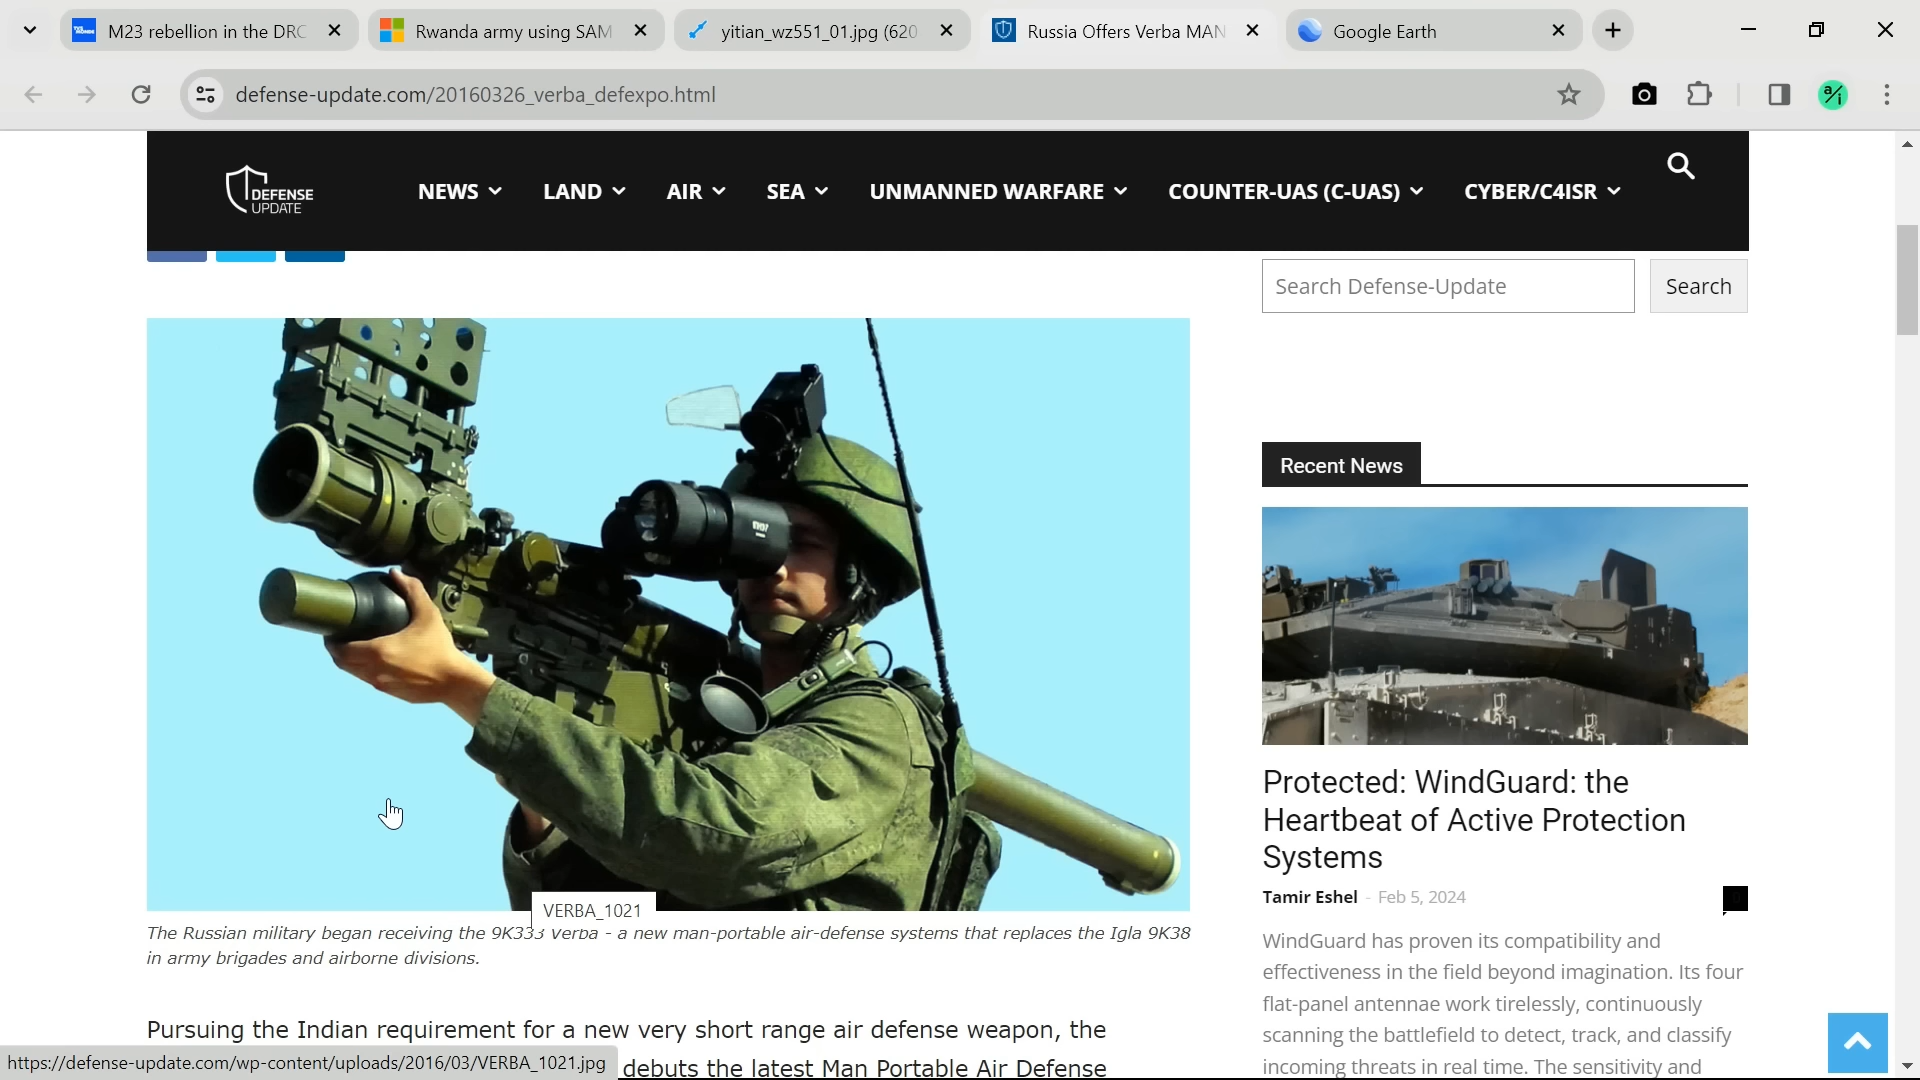 M23 rebellion in the DRC
Rwanda army using SAM
yitian_wz551_01.jpg (620
Russia Offers Verba MAN
Google Earth
defense-update.com/20160326_verba_defexpo.html
a/i
DEFENSE
UPDATE
NEWS
LAND
AIR
SEA
UNMANNED WARFARE
COUNTER-UAS (C-UAS)
CYBER/C4ISR
Search Defense-Update
Search
Recent News
VERBA_1021
The Russian military began receiving the 9K333 Verba - a new man-portable air-defense systems that replaces the Igla 9K38
in army brigades and airborne divisions.
Pursuing the Indian requirement for a new very short range air defense weapon, the
debuts the latest Man Portable Air Defense
Protected: WindGuard: the
Heartbeat of Active Protection
Systems
Tamir Eshel - Feb 5, 2024
WindGuard has proven its compatibility and
effectiveness in the field beyond imagination. Its four
flat-panel antennae work tirelessly, continuously
scanning the battlefield to detect, track, and classify
incoming threats in real time. The sensitivity and
https://defense-update.com/wp-content/uploads/2016/03/VERBA_1021.jpg